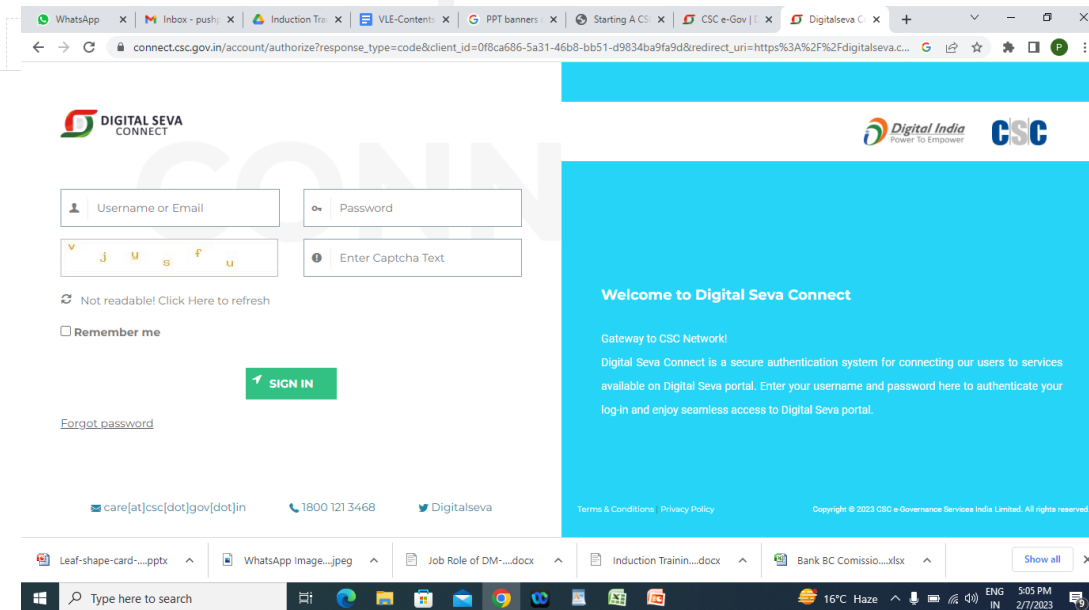 WhatsApp
Inbox - pushp
Induction Trai
VLE-Contents
PPT banners
Starting A CS
CSC e-Gov |
Digitalseva C
connect.csc.gov.in/account/authorize?response_type=code&client_id=0f8ca686-5a31-46b8-bb51-d9834ba9fa9d&redirect_uri=https%3A%2F%2Fdigitalseva.c...
G
P
CONN
DIGITAL SEVA
CONNECT
Digital India
Power To Empower
CSC
Username or Email
Password
v j y s f u
Enter Captcha Text
Not readable! Click Here to refresh
Remember me
SIGN IN
Forgot password
care[at]csc[dot]gov[dot]in
1800 121 3468
Digitalseva
Welcome to Digital Seva Connect
Gateway to CSC Network!
Digital Seva Connect is a secure authentication system for connecting our users to services
available on Digital Seva portal. Enter your username and password here to authenticate your
log-in and enjoy seamless access to Digital Seva portal.
Terms & Conditions | Privacy Policy
Copyright © 2023 CSC e-Governance Services India Limited. All rights reserved
Leaf-shape-card-....pptx
WhatsApp Image....jpeg
Job Role of DM-....docx
Induction Trainin....docx
Bank BC Comissio....xlsx
Show all
Type here to search
16°C Haze
ENG
IN
5:05 PM
2/7/2023